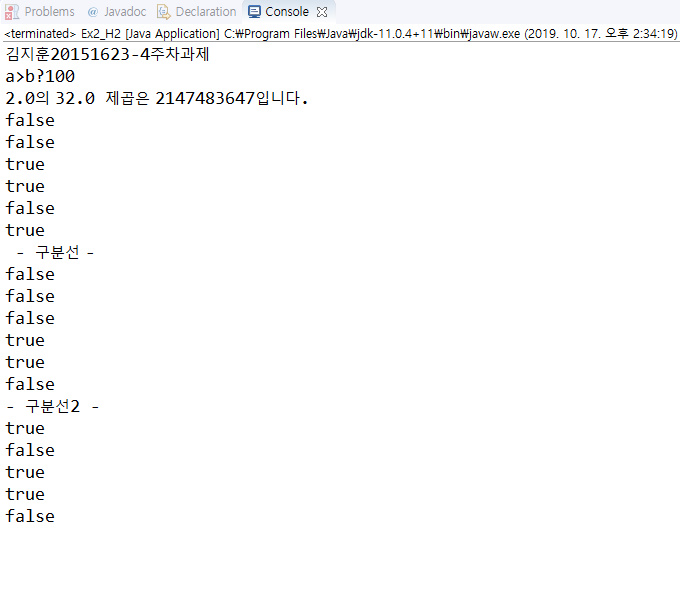 Problems @ Javadoc Declaration Console
<terminated> Ex2_H2 [Java Application] C:₩Program Files₩Java₩jdk-11.0.4+11₩bin₩javaw.exe (2019. 10. 17. 오후 2:34:19)
김지훈20151623-4주차과제
a>b?100
2.0의 32.0 제곱은 2147483647입니다.
false
false
true
true
false
true
- 구분선 -
false
false
false
true
true
false
- 구분선2 -
true
false
true
true
false